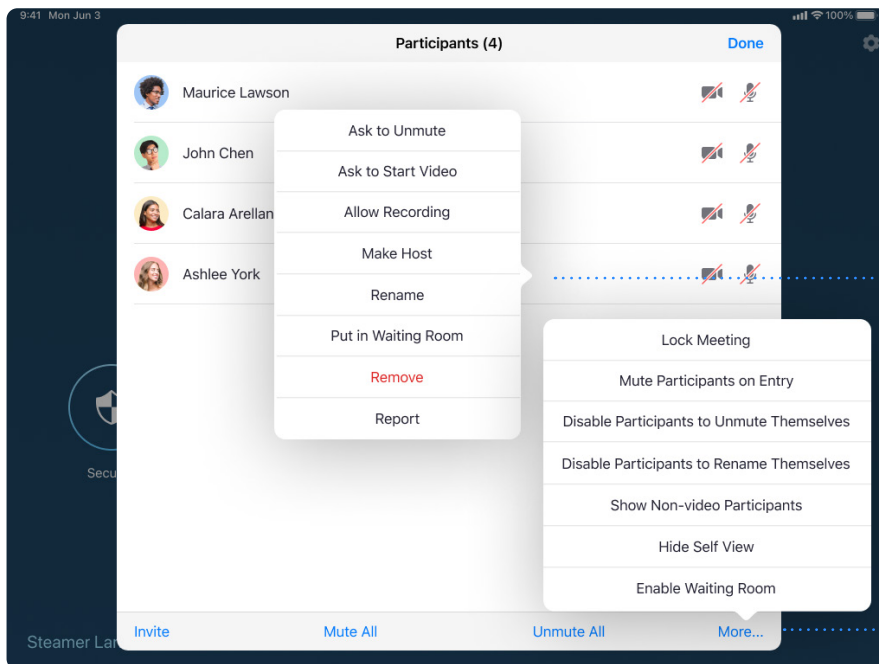 9:41 Mon Jun 3
100%
Participants (4)
Done
Maurice Lawson
John Chen
Calara Arellan
Ashlee York
Ask to Unmute
Ask to Start Video
Allow Recording
Make Host
Rename
Put in Waiting Room
Remove
Report
Lock Meeting
Mute Participants on Entry
Disable Participants to Unmute Themselves
Disable Participants to Rename Themselves
Show Non-video Participants
Hide Self View
Enable Waiting Room
Secu
Steamer Lar
Invite
Mute All
Unmute All
More...